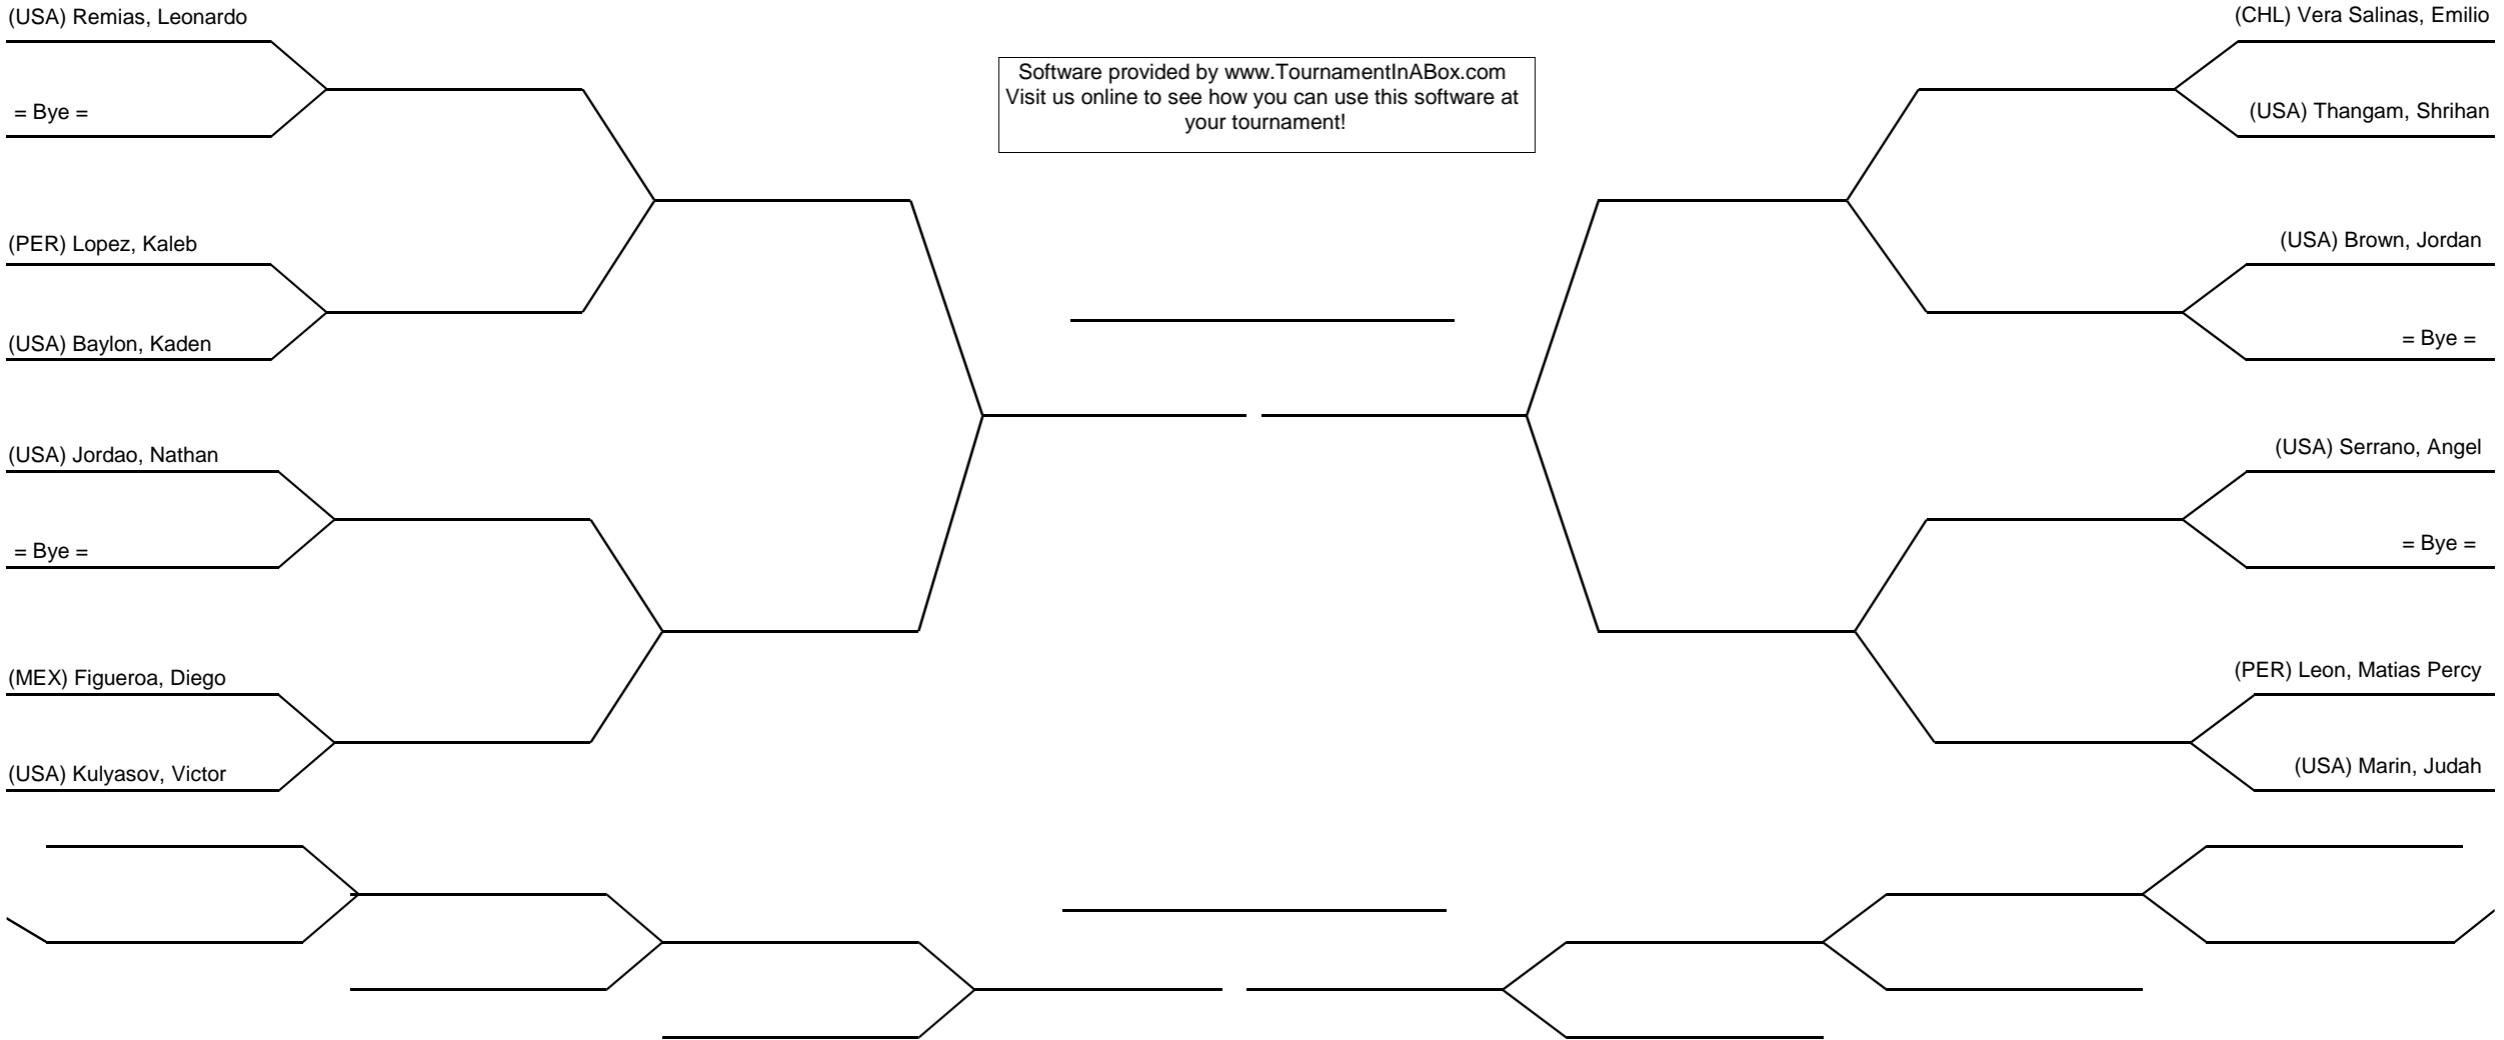 (USA) Remias, Leonardo
= Bye =
(PER) Lopez, Kaleb
(USA) Baylon, Kaden
(USA) Jordao, Nathan
= Bye =
(MEX) Figueroa, Diego
(USA) Kulyasov, Victor
Software provided by www.TournamentInABox.com
Visit us online to see how you can use this software at
your tournament!
(CHL) Vera Salinas, Emilio
(USA) Thangam, Shrihan
(USA) Brown, Jordan
= Bye =
(USA) Serrano, Angel
= Bye =
(PER) Leon, Matias Percy
(USA) Marin, Judah